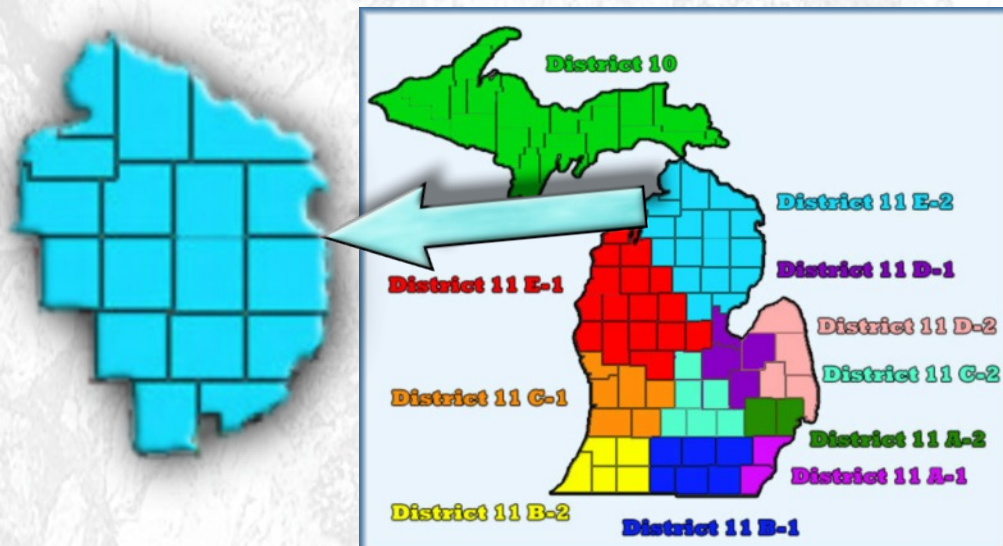 District 10
District 11 E-2
District 11 D-1
District 11 E-1
District 11 D-2
District 11 C-2
District 11 C-1
District 11 A-2
District 11 A-1
District 11 B-2
District 11 B-1